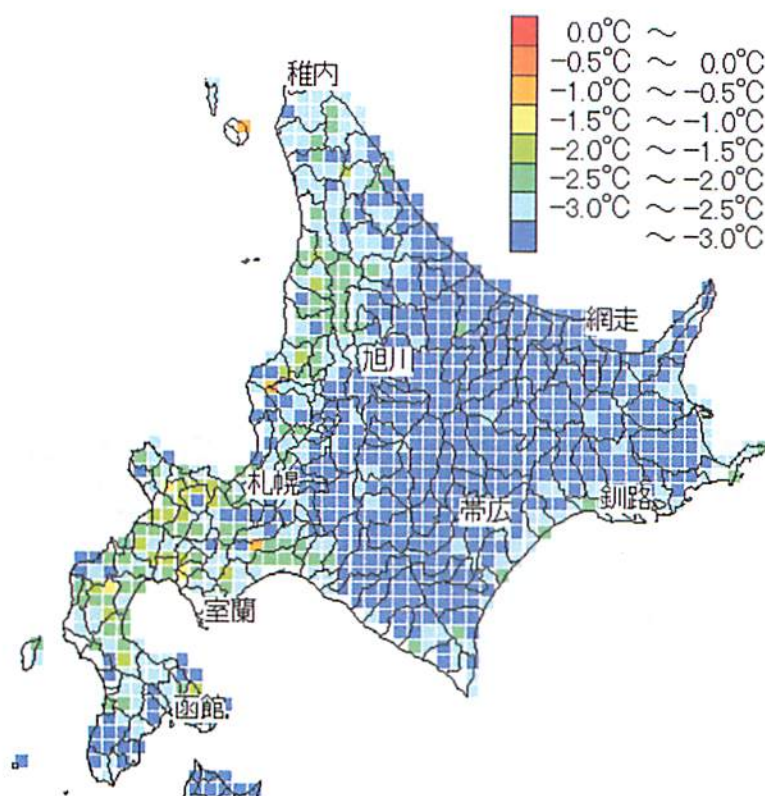 0.0℃ ～
-0.5℃ ～ 0.0℃
-1.0℃ ～-0.5℃
-1.5℃ ～-1.0℃
-2.0℃ ～-1.5℃
-2.5℃ ～-2.0℃
-3.0℃ ～-2.5℃
～-3.0℃
稚内
網走
旭川
札幌
帯広
釧路
室蘭
函館